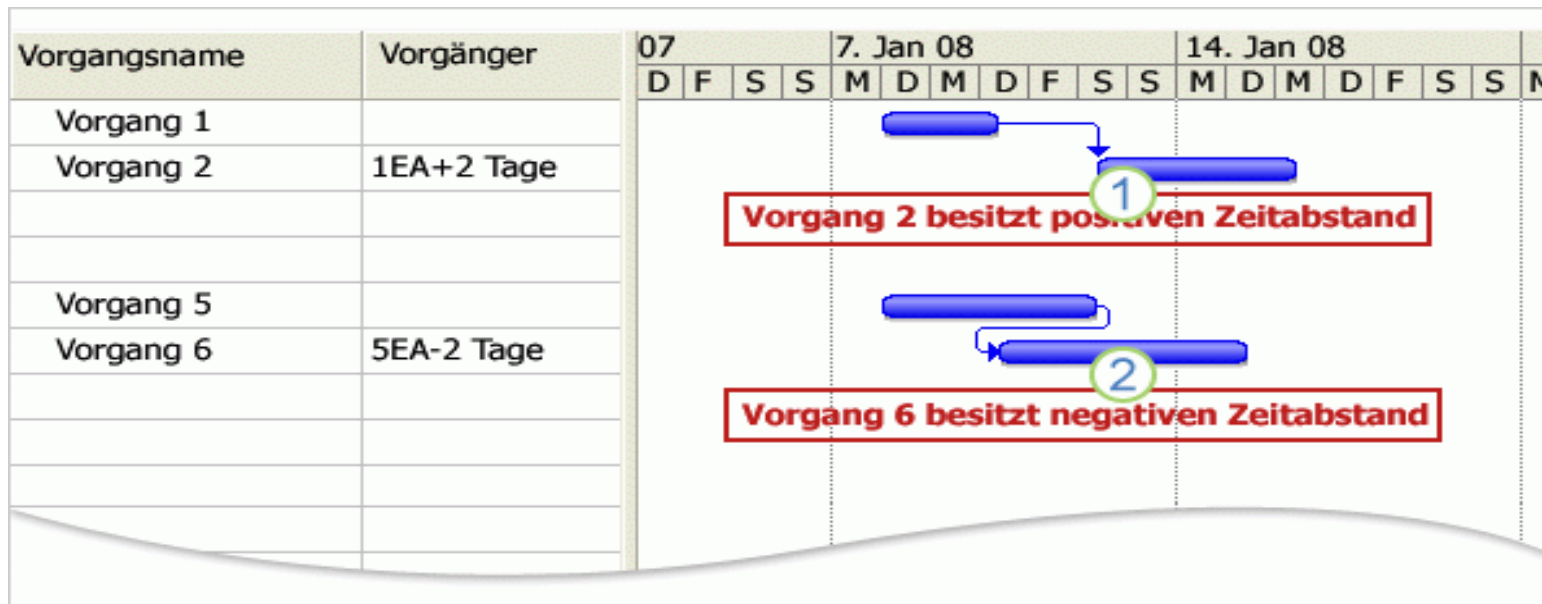 Vorgangsname Vorgänger 07 7. Jan 08 14. Jan 08
D F S S M D M D F S S M D M D F S S M
Vorgang 1
Vorgang 2 1EA+2 Tage
1
Vorgang 2 besitzt positiven Zeitabstand
Vorgang 5
Vorgang 6 5EA-2 Tage
2
Vorgang 6 besitzt negativen Zeitabstand